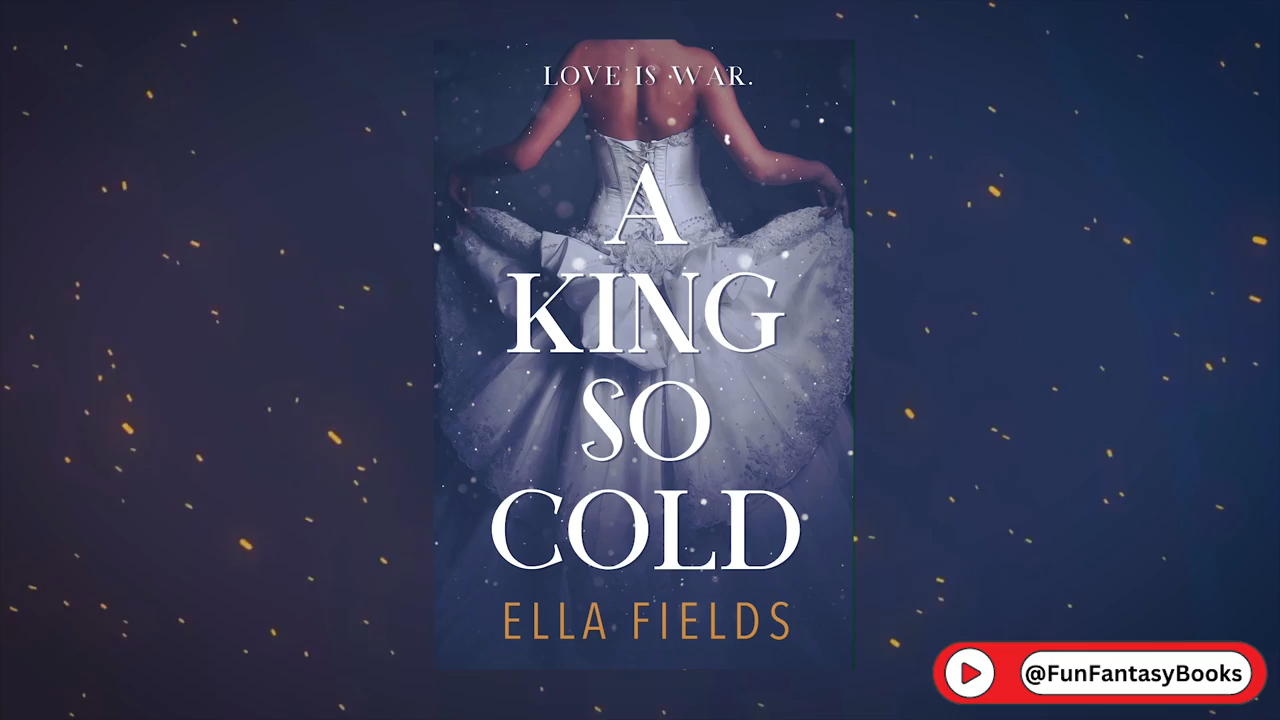 LOVE IS WAR.
A
KING
SO
COLD
ELLA FIELDS
@FunFantasyBooks